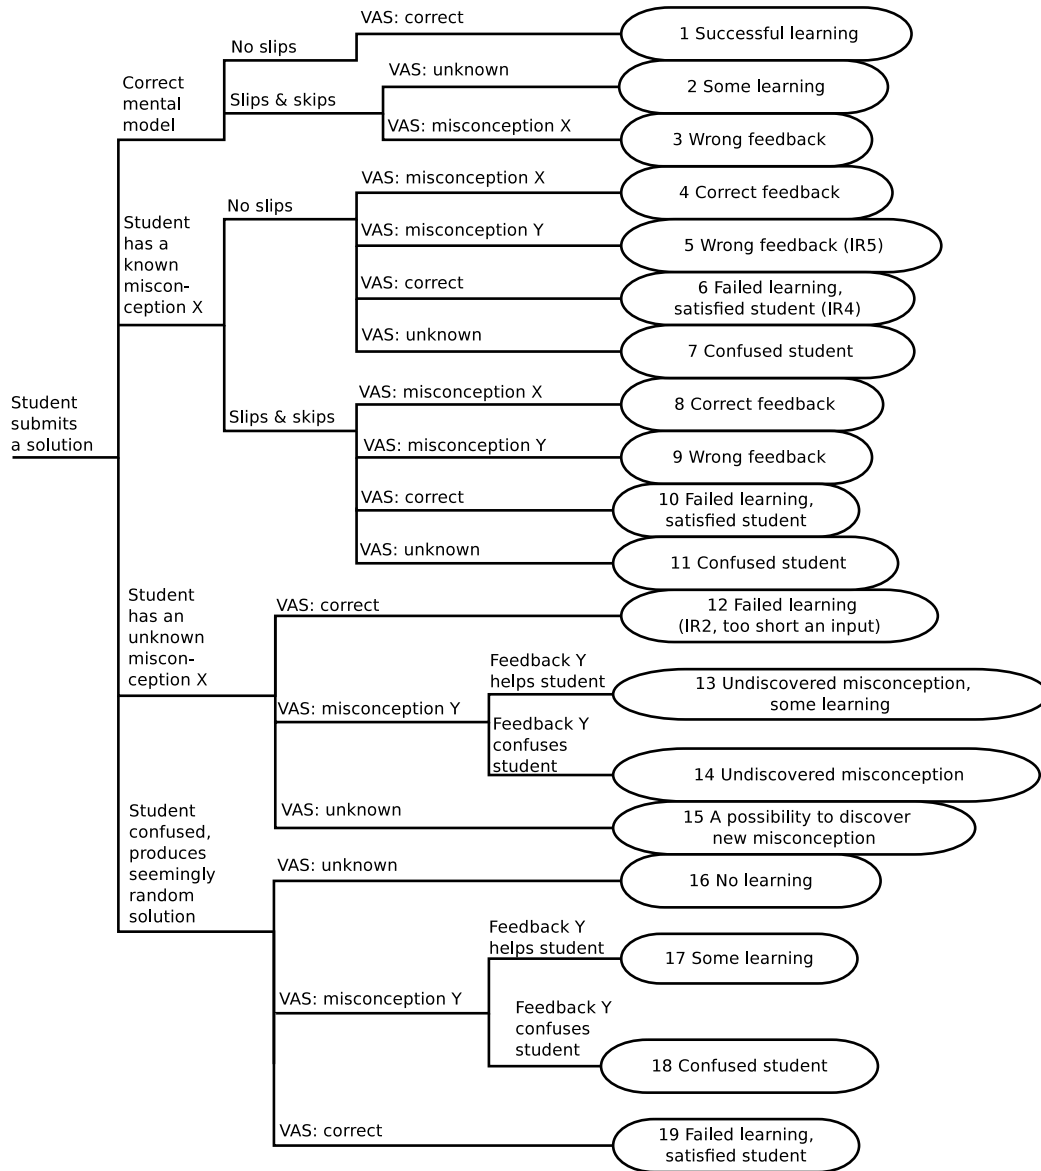 VAS: correct
1 Successful learning
No slips
VAS: unknown
2 Some learning
Correct
mental
model
Slips & skips
VAS: misconception X
3 Wrong feedback
VAS: misconception X
4 Correct feedback
No slips
Student
has a
known
miscon-
ception X
VAS: misconception Y
5 Wrong feedback (IR5)
VAS: correct
6 Failed learning,
satisfied student (IR4)
VAS: unknown
7 Confused student
VAS: misconception X
8 Correct feedback
Slips & skips
Student
submits
a solution
VAS: misconception Y
9 Wrong feedback
VAS: correct
10 Failed learning,
satisfied student
VAS: unknown
11 Confused student
Student
has an
unknown
miscon-
ception X
VAS: correct
12 Failed learning
(IR2, too short an input)
Feedback Y
helps student
13 Undiscovered misconception,
some learning
VAS: misconception Y
Feedback Y
confuses
student
14 Undiscovered misconception
VAS: unknown
15 A possibility to discover
new misconception
Student
confused,
produces
seemingly
random
solution
VAS: unknown
16 No learning
Feedback Y
helps student
17 Some learning
VAS: misconception Y
Feedback Y
confuses
student
18 Confused student
VAS: correct
19 Failed learning,
satisfied student